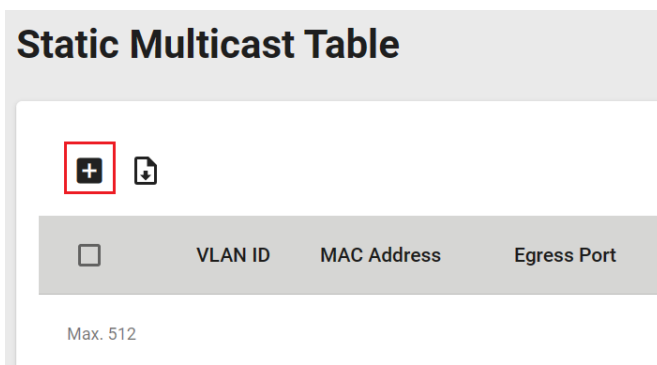 Static Multicast Table
VLAN ID MAC Address Egress Port
Max. 512